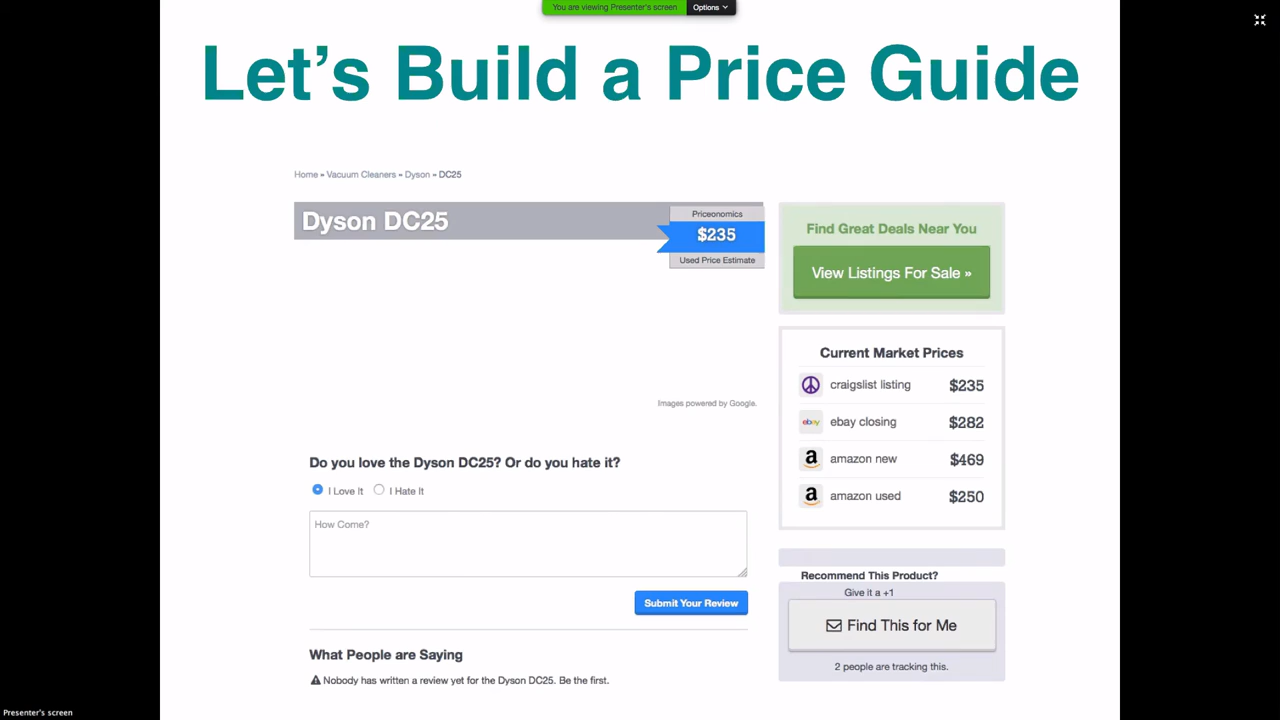 You are viewing Presenter's screen
Options
Let's Build a Price Guide
Home » Vacuum Cleaners » Dyson » DC25
Dyson DC25
Priceonomics
$235
Used Price Estimate
Images powered by Google.
Do you love the Dyson DC25? Or do you hate it?
I Love It I Hate It
How Come?
Submit Your Review
What People are Saying
Nobody has written a review yet for the Dyson DC25. Be the first.
Find Great Deals Near You
View Listings For Sale »
Current Market Prices
craigslist listing $235
ebay ebay closing $282
a amazon new $469
a amazon used $250
Recommend This Product?
Give it a +1
Find This for Me
2 people are tracking this.
Presenter's screen